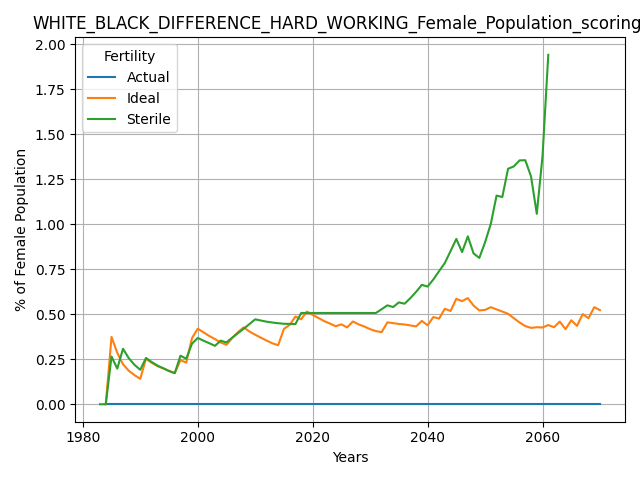 WHITE_BLACK_DIFFERENCE_HARD_WORKING_Female_Population_scoring
2.00
1.75
1.50
1.25
1.00
0.75
0.50
0.25
0.00
% of Female Population
Fertility
Actual
Ideal
Sterile
1980
2000
2020
2040
2060
Years